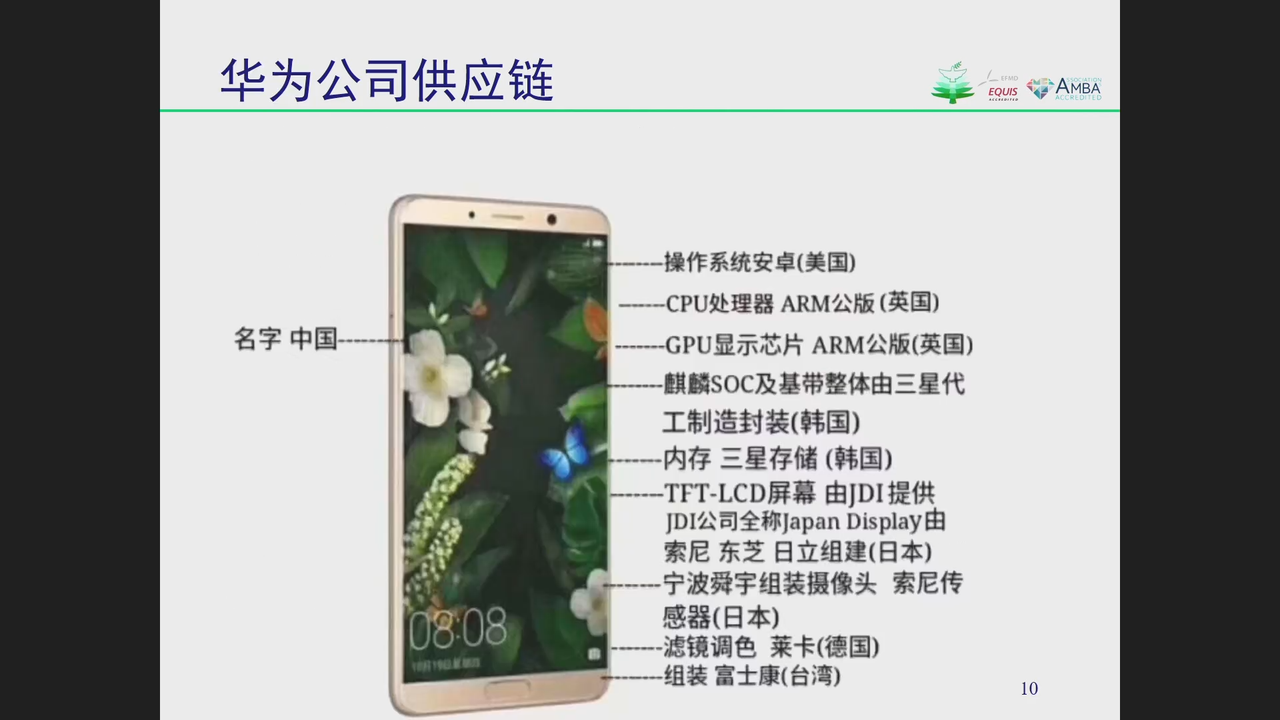 华为公司供应链
EFMD
EQUIS
ACCREDITED
ASSOCIATION
AMBA
ACCREDITED
操作系统安卓(美国)
CPU处理器 ARM公版(英国)
名字 中国
GPU显示芯片 ARM公版(英国)
麒麟SOC及基带整体由三星代
工制造封装(韩国)
内存 三星存储 (韩国)
TFT-LCD屏幕 由JDI提供
JDI公司全称Japan Display由
索尼 东芝 日立组建(日本)
宁波舜宇组装摄像头 索尼传
感器(日本)
08:08
滤镜调色 莱卡(德国)
组装 富士康(台湾)
10